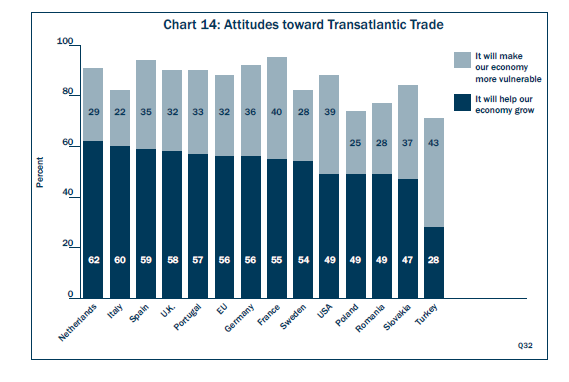 Chart 14: Attitudes toward Transatlantic Trade
It will make
our economy
more vulnerable
It will help our
economy grow
Percent
100
80
60
40
20
0
29 22 35 32 33 32 36 40 28 39 25 28 37 43
62 60 59 58 57 56 56 55 54 49 49 49 47 28
Netherlands Italy Spain U.K. Portugal EU Germany France Sweden USA Poland Romania Slovakia Turkey
Q32